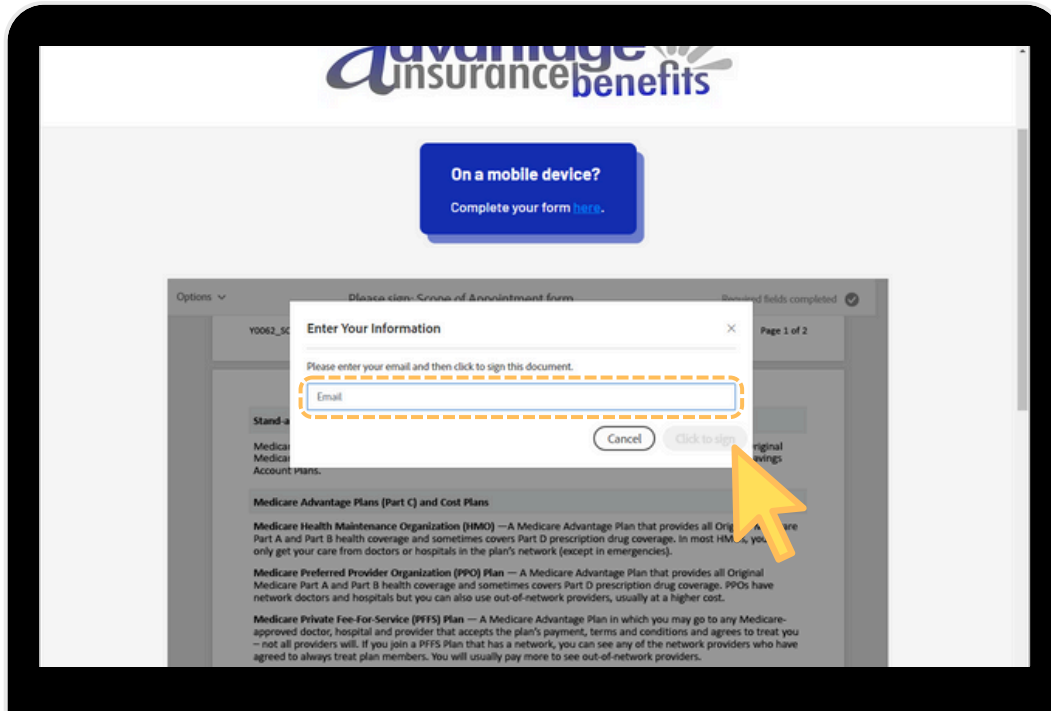 advantage
insurancebenefits
On a mobile device?
Complete your form here.
Options
Please sign: Scope of Appointment form
Required fields completed
Y0062_SC
Page 1 of 2
Enter Your Information
Please enter your email and then click to sign this document.
Email
Cancel
Click to sign
Stand-a
Medica
riginal
Medica
avings
Account Plans.
Medicare Advantage Plans (Part C) and Cost Plans
Medicare Health Maintenance Organization (HMO) —A Medicare Advantage Plan that provides all Orig
Part A and Part B health coverage and sometimes covers Part D prescription drug coverage. In most HM you
only get your care from doctors or hospitals in the plan's network (except in emergencies).
Medicare Preferred Provider Organization (PPO) Plan — A Medicare Advantage Plan that provides all Original
Medicare Part A and Part B health coverage and sometimes covers Part D prescription drug coverage. PPOs have
network doctors and hospitals but you can also use out-of-network providers, usually at a higher cost.
Medicare Private Fee-For-Service (PFFS) Plan — A Medicare Advantage Plan in which you may go to any Medicare-
approved doctor, hospital and provider that accepts the plan's payment, terms and conditions and agrees to treat you
– not all providers will. If you join a PFFS Plan that has a network, you can see any of the network providers who have
agreed to always treat plan members. You will usually pay more to see out-of-network providers.